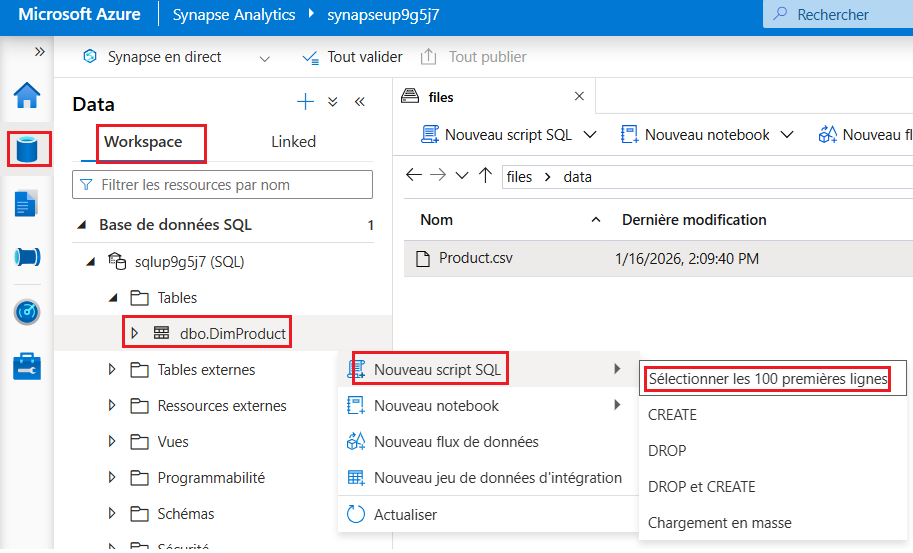 Microsoft Azure Synapse Analytics synapseup9g5j7 Rechercher
Synapse en direct Tout valider Tout publier
Data
Workspace Linked
Filtrer les ressources par nom
Base de données SQL 1
sqlup9g5j7 (SQL)
Tables
dbo.DimProduct
Tables externes
Ressources externes
Vues
Programmabilité
Schémas
Sécurité
files
Nouveau script SQL Nouveau notebook Nouveau fl
files > data
Nom Dernière modification
Product.csv 1/16/2026, 2:09:40 PM
Nouveau script SQL
Nouveau notebook
Nouveau flux de données
Nouveau jeu de données d'intégration
Actualiser
Sélectionner les 100 premières lignes
CREATE
DROP
DROP et CREATE
Chargement en masse